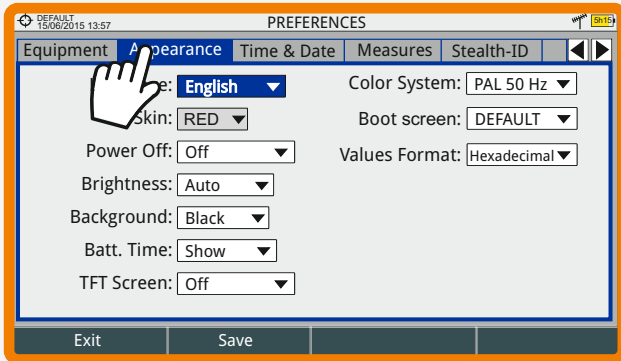 DEFAULT
15/06/2015 13:57
PREFERENCES
5h15
Equipment Appearance Time & Date Measures Stealth-ID
English
Skin: RED
Power Off: Off
Brightness: Auto
Background: Black
Batt. Time: Show
TFT Screen: Off
Color System: PAL 50 Hz
Boot screen: DEFAULT
Values Format: Hexadecimal
Exit Save